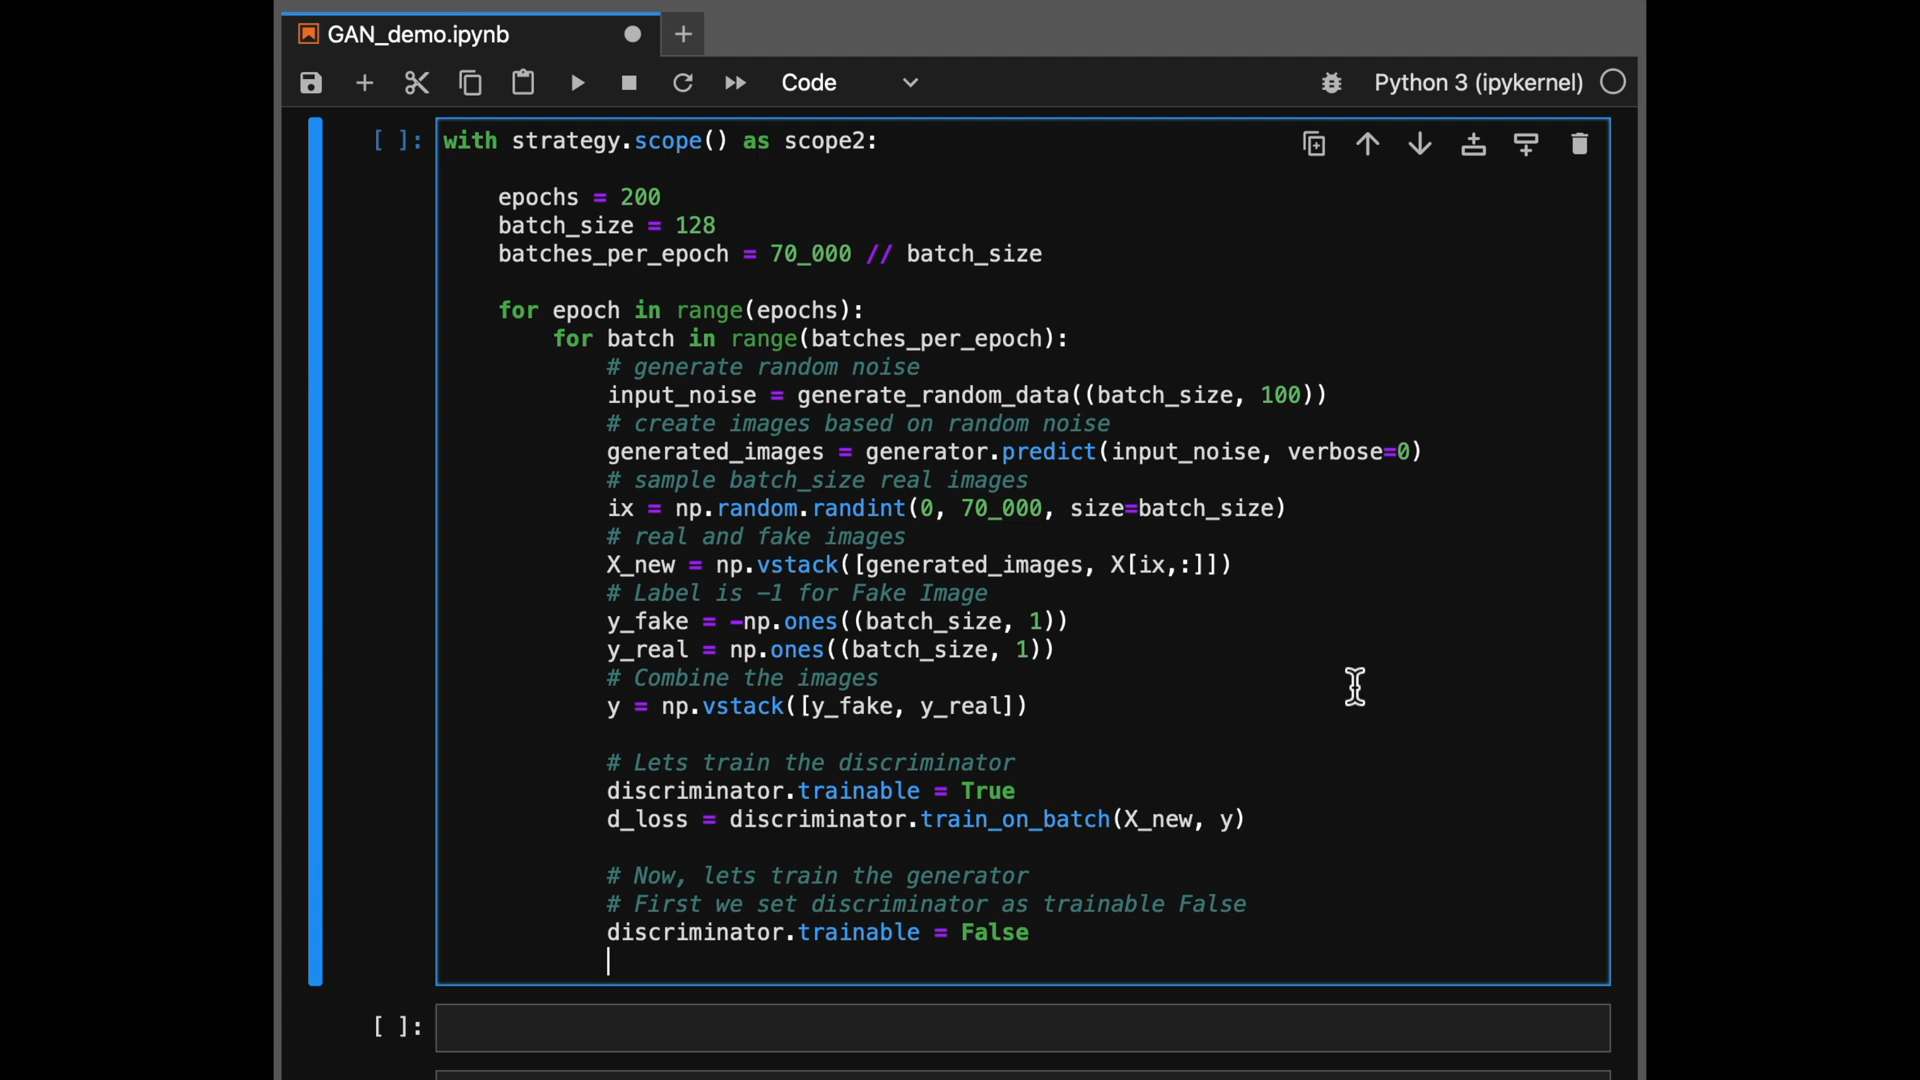 GAN_demo.ipynb
Code
Python 3 (ipykernel)
[ ]:
with strategy.scope() as scope2:
epochs = 200
batch_size = 128
batches_per_epoch = 70_000 // batch_size
for epoch in range(epochs):
for batch in range(batches_per_epoch):
# generate random noise
input_noise = generate_random_data((batch_size, 100))
# create images based on random noise
generated_images = generator.predict(input_noise, verbose=0)
# sample batch_size real images
ix = np.random.randint(0, 70_000, size=batch_size)
# real and fake images
X_new = np.vstack([generated_images, X[ix,:]])
# Label is -1 for Fake Image
y_fake = -np.ones((batch_size, 1))
y_real = np.ones((batch_size, 1))
# Combine the images
y = np.vstack([y_fake, y_real])
# Lets train the discriminator
discriminator.trainable = True
d_loss = discriminator.train_on_batch(X_new, y)
# Now, lets train the generator
# First we set discriminator as trainable False
discriminator.trainable = False
[ ]: